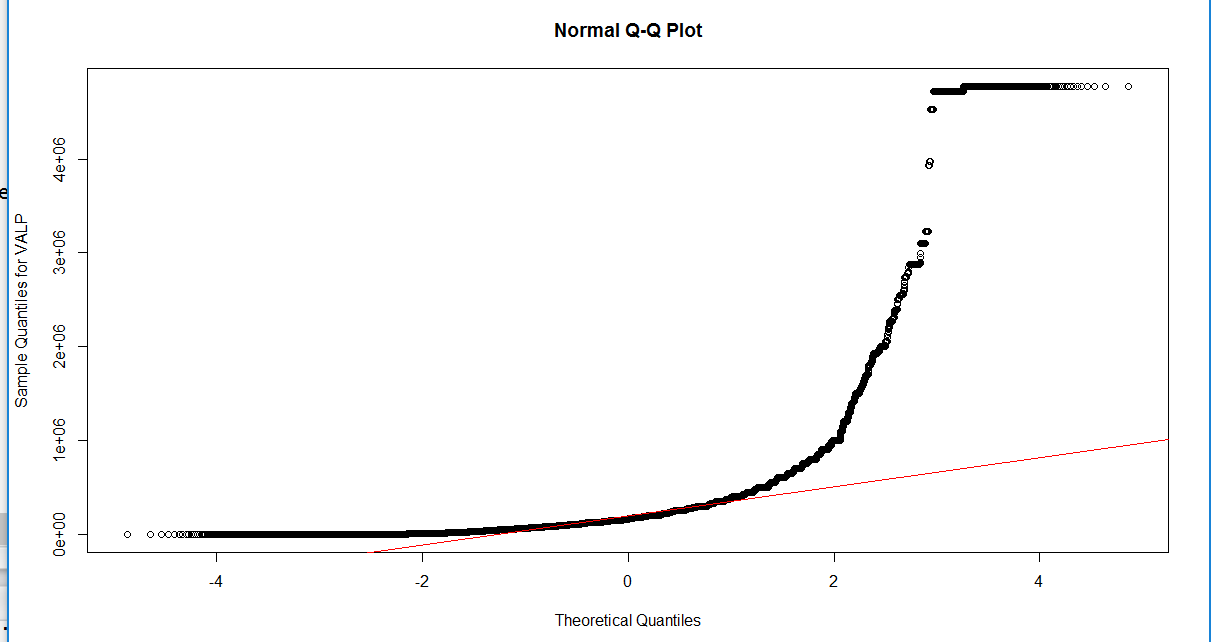 Normal Q-Q Plot
Sample Quantiles for VALP
4e+06
3e+06
2e+06
1e+06
0e+00
-4 -2 0 2 4
Theoretical Quantiles
e